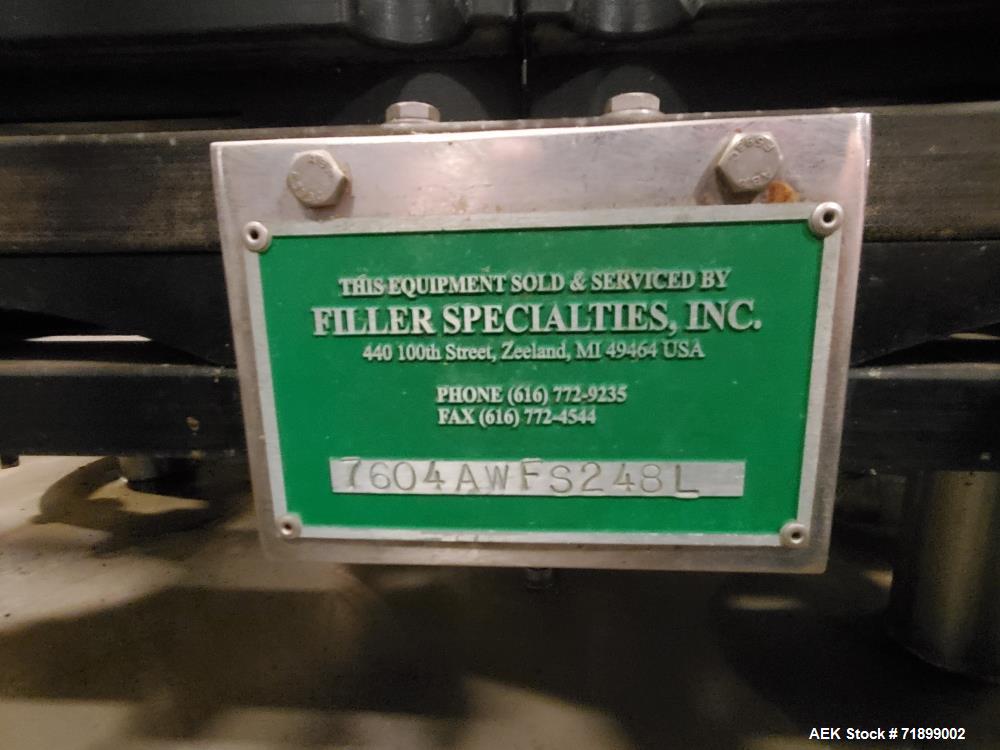 THIS EQUIPMENT SOLD & SERVICED BY
FILLER SPECIALTIES, INC.
440 100th Street, Zeeland, MI 49464 USA
PHONE (616) 772-9235
FAX (616) 772-4544
7604AWFS248L
AEK Stock # 71899002